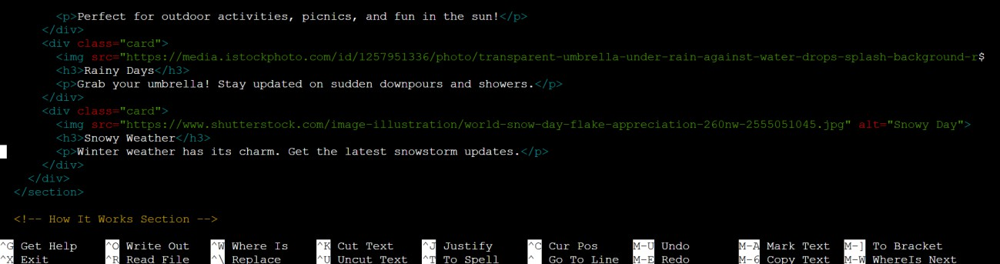 <p>Perfect for outdoor activities, picnics, and fun in the sun!</p>
</div>
<div class="card">
<img src="https://media.istockphoto.com/id/1257951336/photo/transparent-umbrella-under-rain-against-water-drops-splash-background-r$
<h3>Rainy Days</h3>
<p>Grab your umbrella! Stay updated on sudden downpours and showers.</p>
</div>
<div class="card">
<img src="https://www.shutterstock.com/image-illustration/world-snow-day-flake-appreciation-260nw-2555051045.jpg" alt="Snowy Day">
<h3>Snowy Weather</h3>
<p>Winter weather has its charm. Get the latest snowstorm updates.</p>
</div>
</div>
</section>
<!-- How It Works Section -->
^G Get Help ^O Write Out ^W Where Is ^K Cut Text ^J Justify ^C Cur Pos M-U Undo M-A Mark Text M-] To Bracket
^X Exit ^R Read File ^\ Replace ^U Uncut Text ^T To Spell ^_ Go To Line M-E Redo M-6 Copy Text M-W WhereIs Next